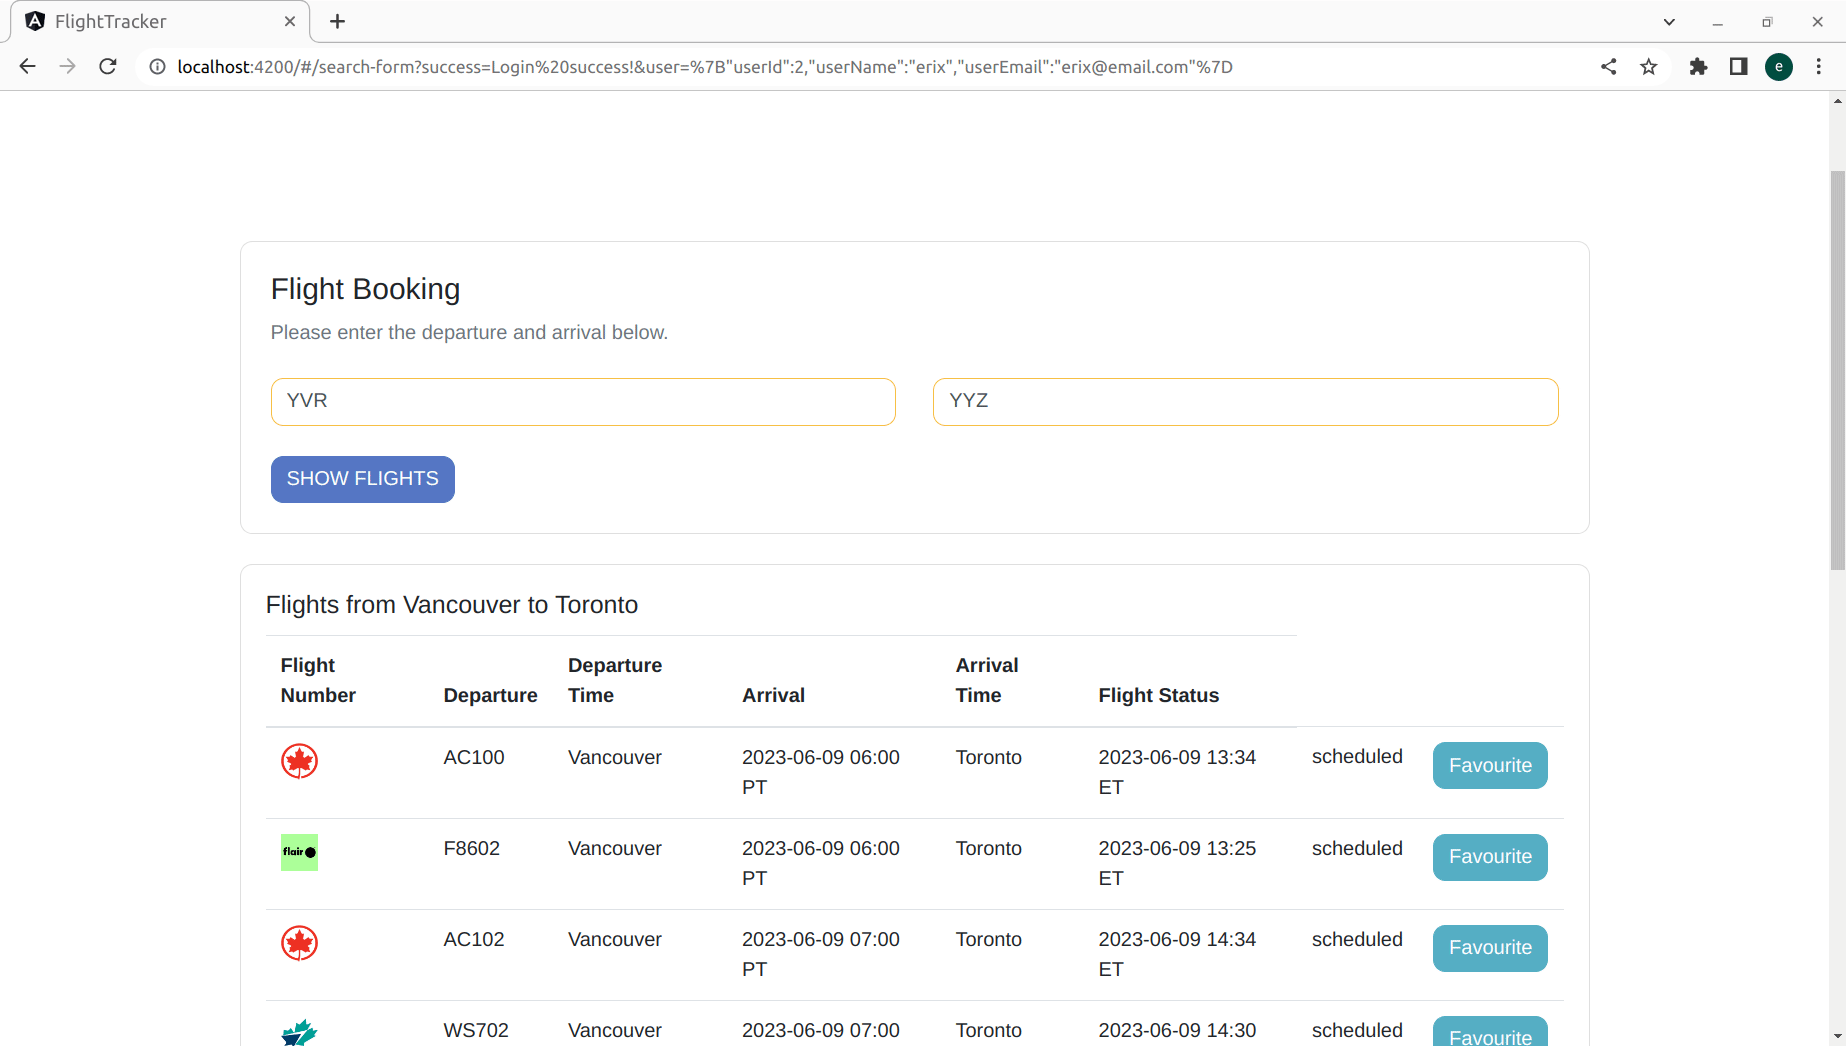 FlightTracker
localhost:4200/#/search-form?success=Login%20success!&user=%7B"userId":2,"userName":"erix","userEmail":"erix@email.com"%7D
e
Flight Booking
Please enter the departure and arrival below.
YVR
YYZ
SHOW FLIGHTS
Flights from Vancouver to Toronto
Flight Number Departure Departure Time Arrival Arrival Time Flight Status
AC100 Vancouver 2023-06-09 06:00 PT Toronto 2023-06-09 13:34 ET scheduled Favourite
flair F8602 Vancouver 2023-06-09 06:00 PT Toronto 2023-06-09 13:25 ET scheduled Favourite
AC102 Vancouver 2023-06-09 07:00 PT Toronto 2023-06-09 14:34 ET scheduled Favourite
WS702 Vancouver 2023-06-09 07:00 Toronto 2023-06-09 14:30 scheduled Favourite